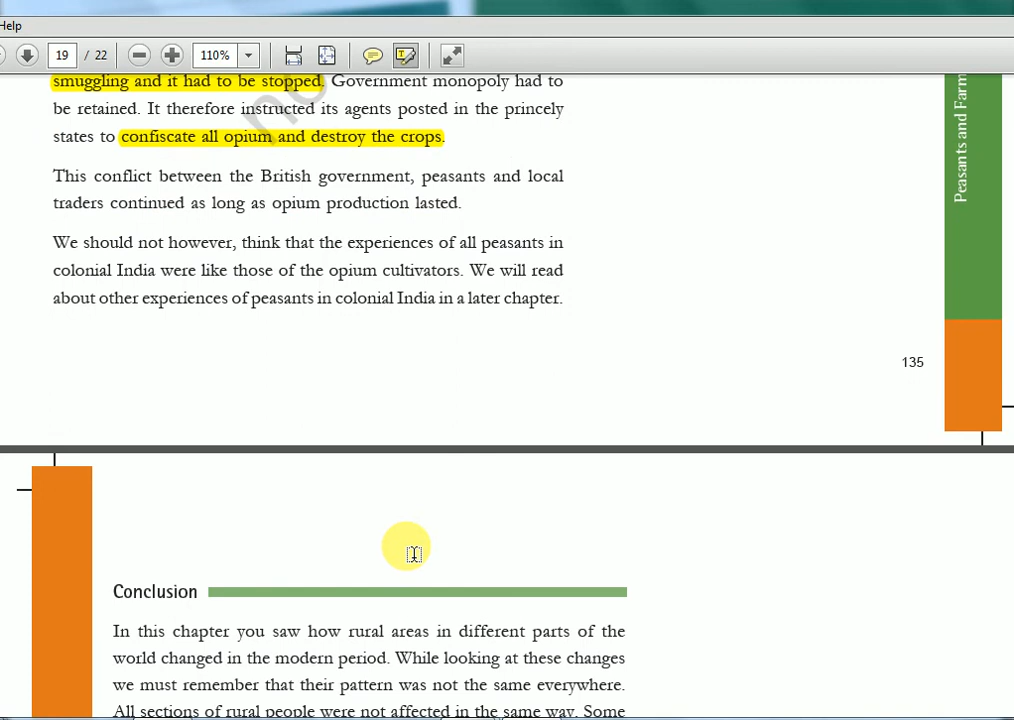 Help
19 / 22 110%
smuggling and it had to be stopped. Government monopoly had to
be retained. It therefore instructed its agents posted in the princely
states to confiscate all opium and destroy the crops.
This conflict between the British government, peasants and local
traders continued as long as opium production lasted.
We should not however, think that the experiences of all peasants in
colonial India were like those of the opium cultivators. We will read
about other experiences of peasants in colonial India in a later chapter.
Peasants and Farm
135
Conclusion
In this chapter you saw how rural areas in different parts of the
world changed in the modern period. While looking at these changes
we must remember that their pattern was not the same everywhere.
All sections of rural people were not affected in the same way. Some